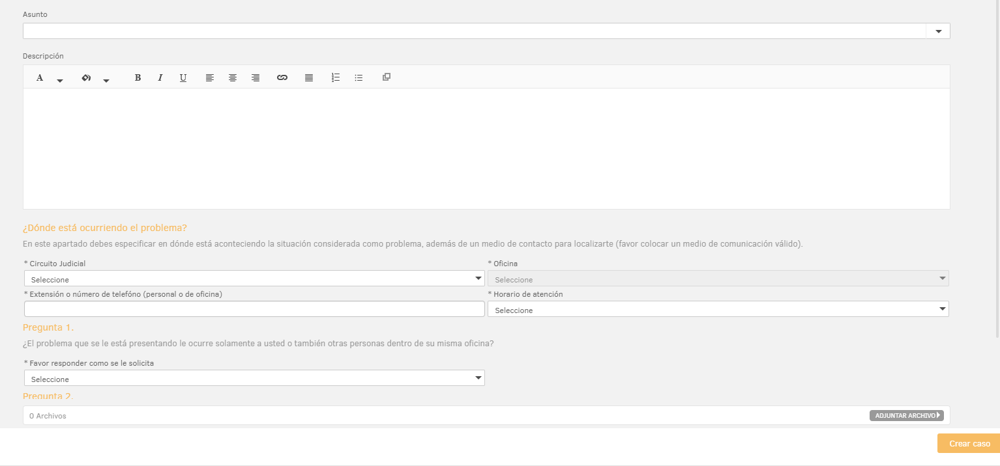 Asunto
Descripción
A B I U
¿Dónde está ocurriendo el problema?
En este apartado debes especificar en dónde está aconteciendo la situación considerada como problema, además de un medio de contacto para localizarte (favor colocar un medio de comunicación válido).
* Circuito Judicial * Oficina
Seleccione Seleccione
* Extensión o número de telefóno (personal o de oficina) * Horario de atención
Seleccione
Pregunta 1.
¿El problema que se le está presentando le ocurre solamente a usted o también otras personas dentro de su misma oficina?
* Favor responder como se le solicita
Seleccione
Pregunta 2.
0 Archivos ADJUNTAR ARCHIVO
Crear caso